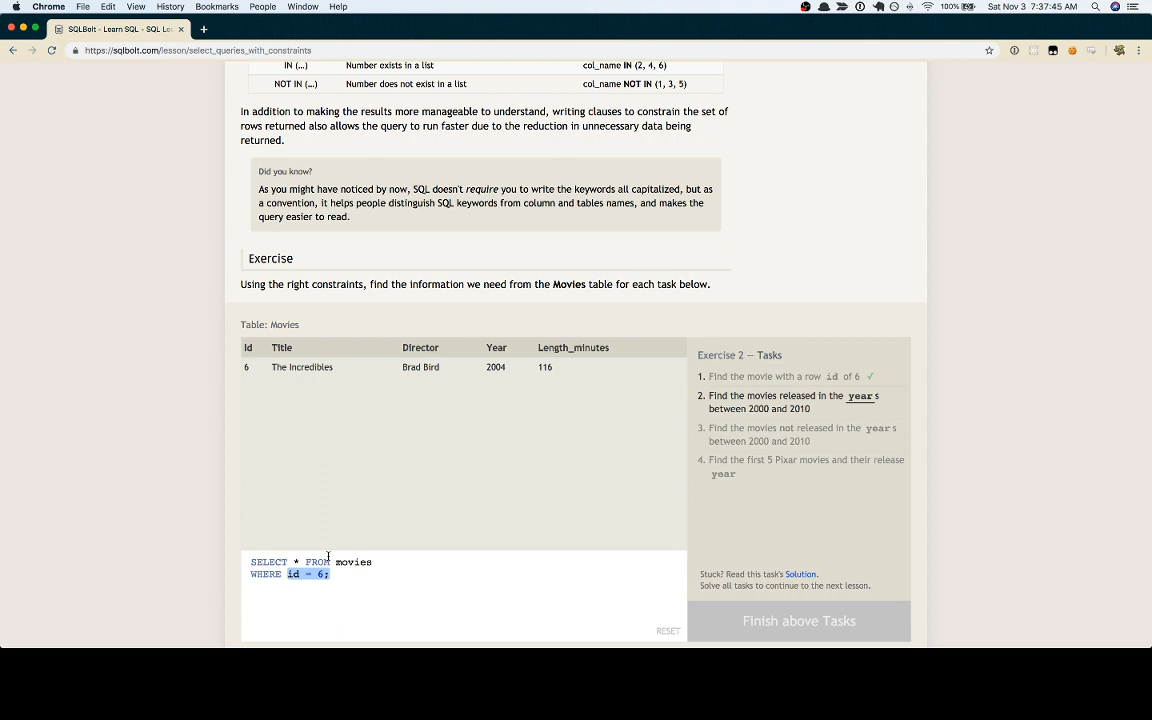 Chrome File Edit View History Bookmarks People Window Help 100% Sat Nov 3 7:37:45 AM
SQLBolt - Learn SQL - SQL Le
https://sqlbolt.com/lesson/select_queries_with_constraints
IN (...) Number exists in a list col_name IN (2, 4, 6)
NOT IN (...) Number does not exist in a list col_name NOT IN (1, 3, 5)
In addition to making the results more manageable to understand, writing clauses to constrain the set of
rows returned also allows the query to run faster due to the reduction in unnecessary data being
returned.
Did you know?
As you might have noticed by now, SQL doesn't require you to write the keywords all capitalized, but as
a convention, it helps people distinguish SQL keywords from column and tables names, and makes the
query easier to read.
Exercise
Using the right constraints, find the information we need from the Movies table for each task below.
Table: Movies
Id Title Director Year Length_minutes
6 The Incredibles Brad Bird 2004 116
Exercise 2 — Tasks
1. Find the movie with a row id of 6 ✓
2. Find the movies released in the years
between 2000 and 2010
3. Find the movies not released in the years
between 2000 and 2010
4. Find the first 5 Pixar movies and their release
year
SELECT * FROM movies
WHERE id = 6;
RESET
Stuck? Read this task's Solution.
Solve all tasks to continue to the next lesson.
Finish above Tasks